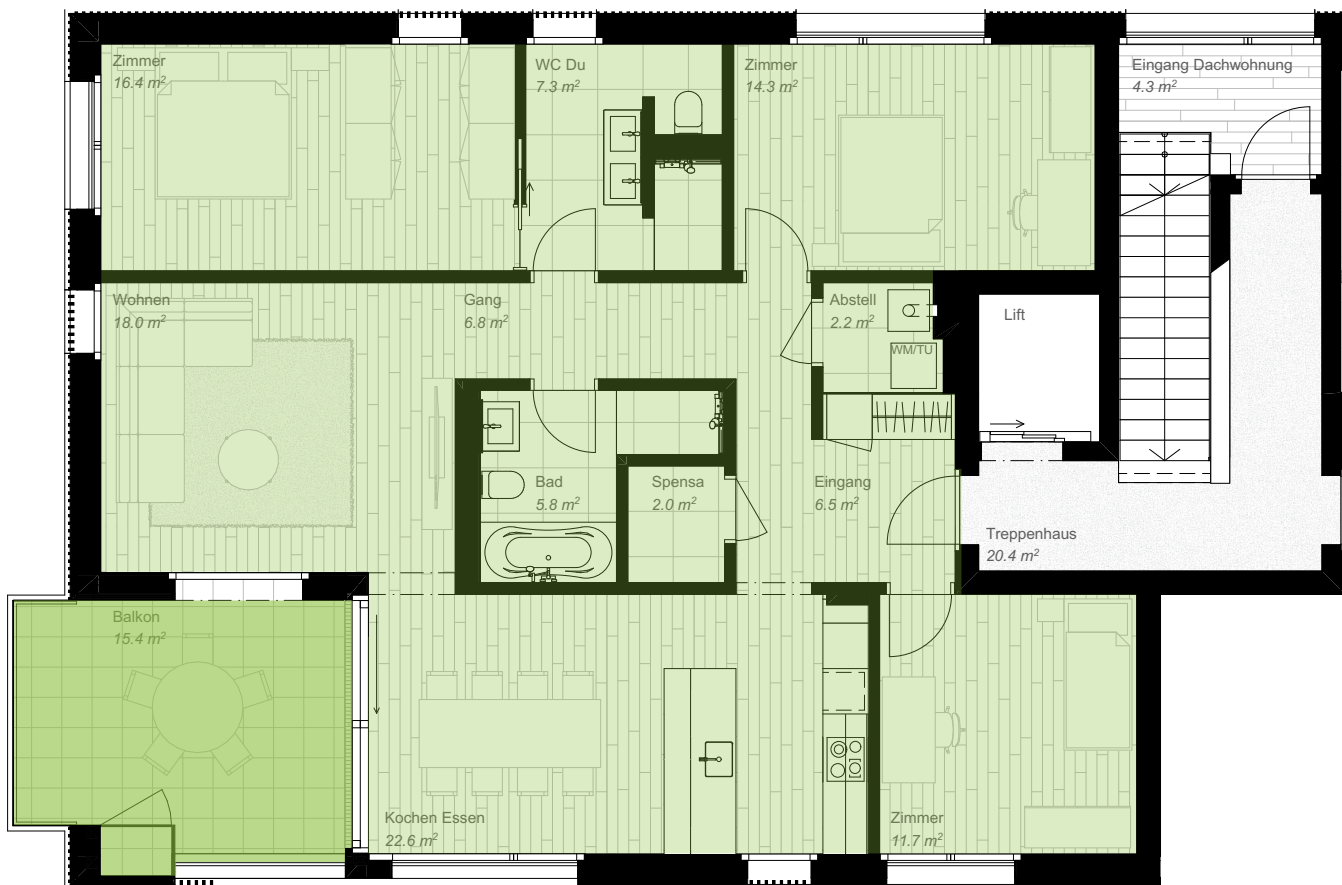 Zimmer
16.4 m²
WC Du
7.3 m²
Zimmer
14.3 m²
Eingang Dachwohnung
4.3 m²
Wohnen
18.0 m²
Gang
6.8 m²
Abstell
2.2 m²
WM/TU
Lift
Bad
5.8 m²
Spensa
2.0 m²
Eingang
6.5 m²
Treppenhaus
20.4 m²
Balkon
15.4 m²
Kochen Essen
22.6 m²
Zimmer
11.7 m²